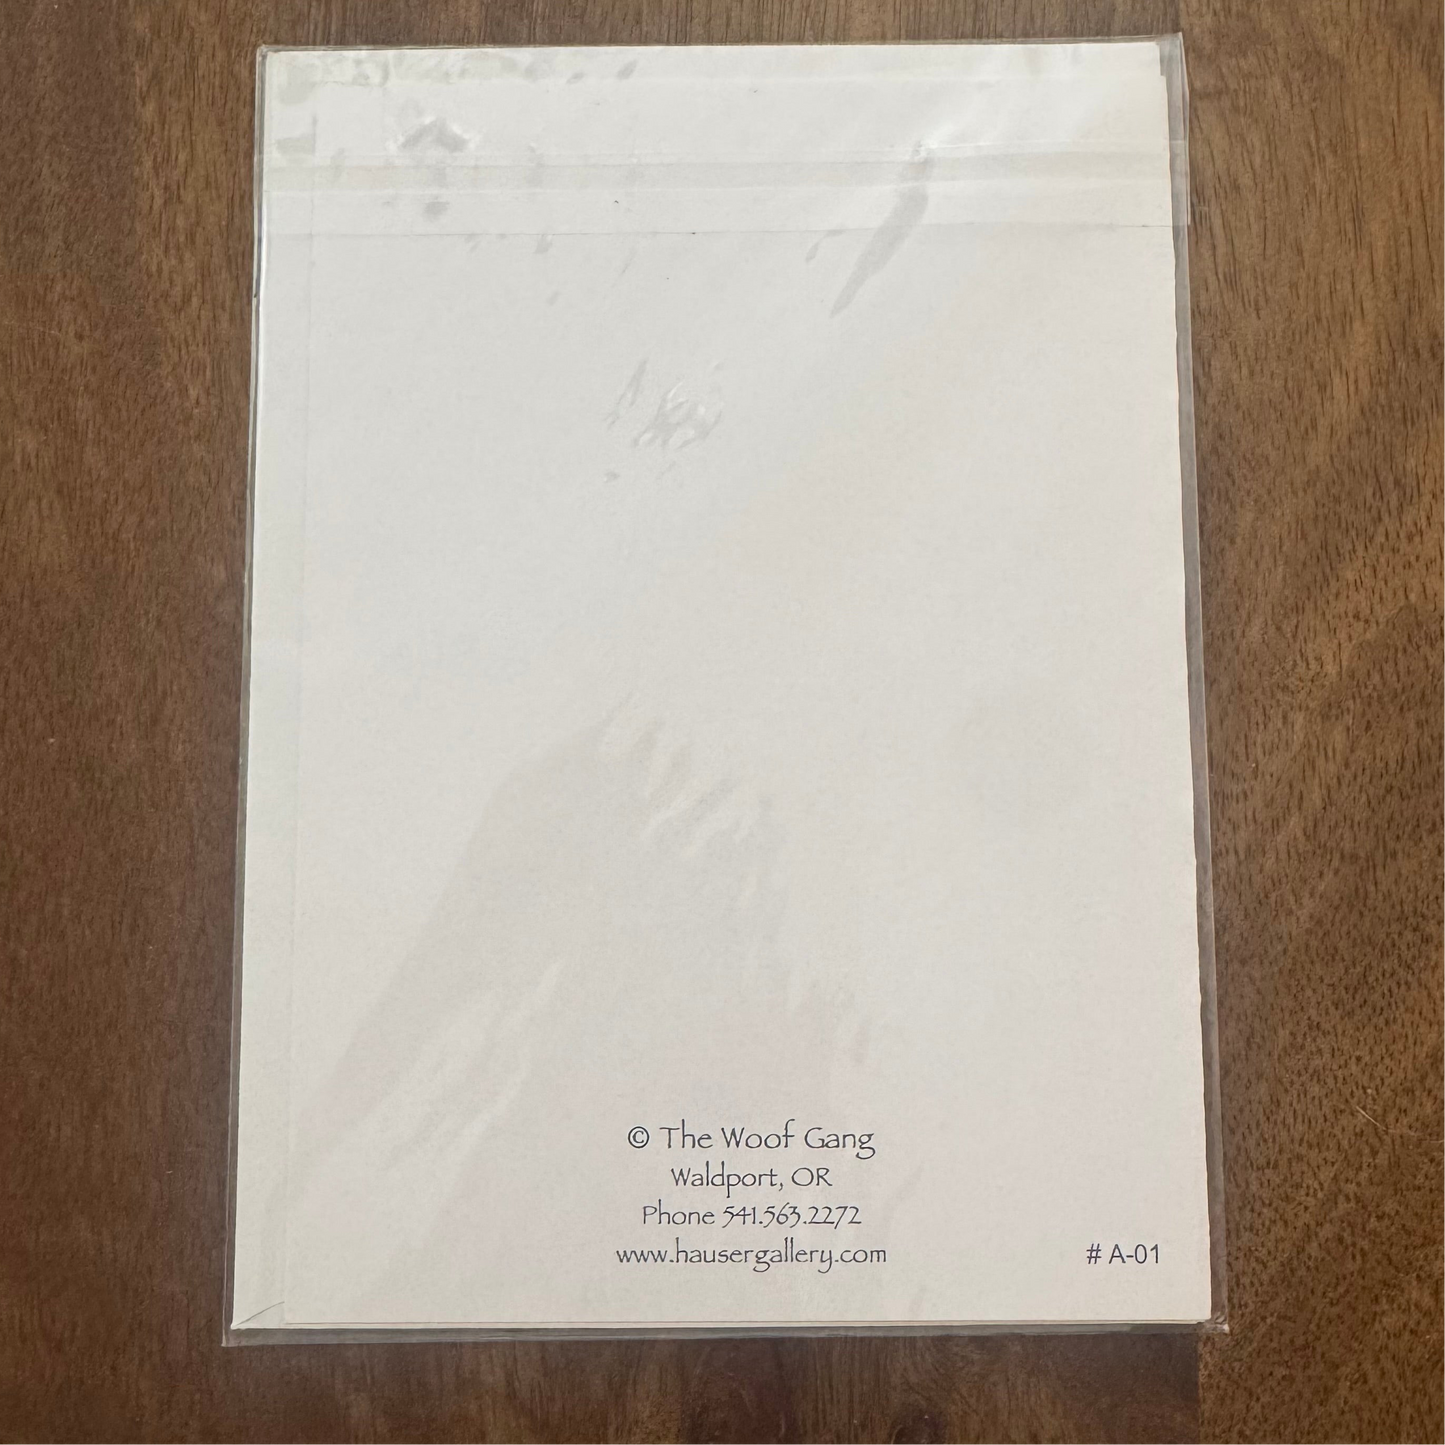 © The Woof Gang
Waldport, OR
Phone 541.563.2272
www.hausergallery.com
# A-01